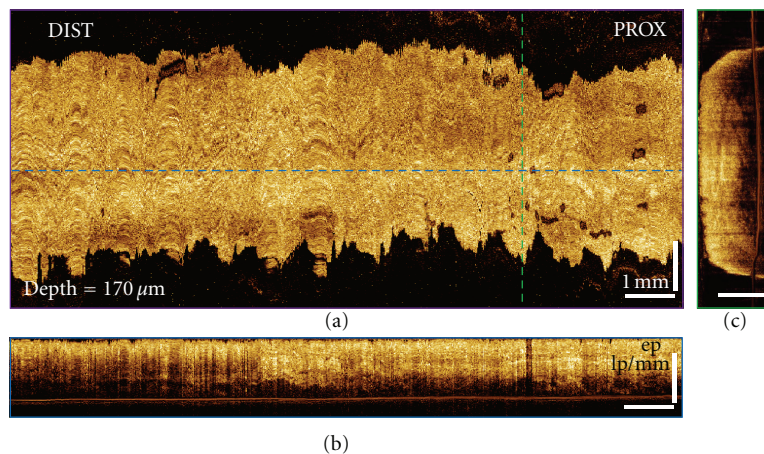 DIST PROX
Depth = 170 µm
1 mm
(a) (c)
ep
lp/mm
(b)